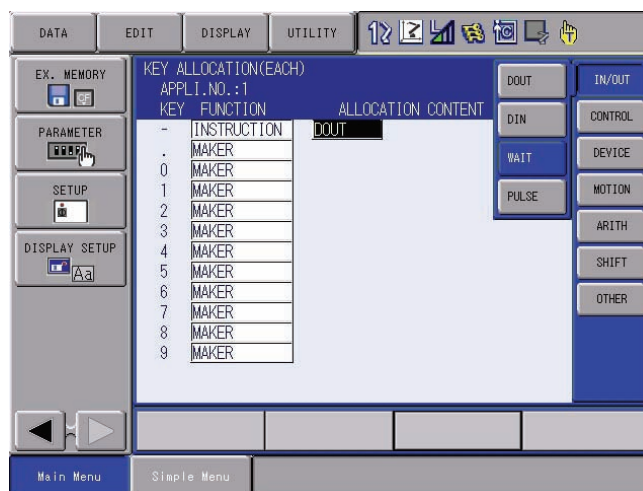 DATA EDIT DISPLAY UTILITY
EX. MEMORY
CF
PARAMETER
SETUP
DISPLAY SETUP
Aa
KEY ALLOCATION(EACH)
APPLI.NO.:1
KEY FUNCTION ALLOCATION CONTENT
- INSTRUCTION DOUT
. MAKER
0 MAKER
1 MAKER
2 MAKER
3 MAKER
4 MAKER
5 MAKER
6 MAKER
7 MAKER
8 MAKER
9 MAKER
DOUT
DIN
WAIT
PULSE
IN/OUT
CONTROL
DEVICE
MOTION
ARITH
SHIFT
OTHER
Main Menu Simple Menu